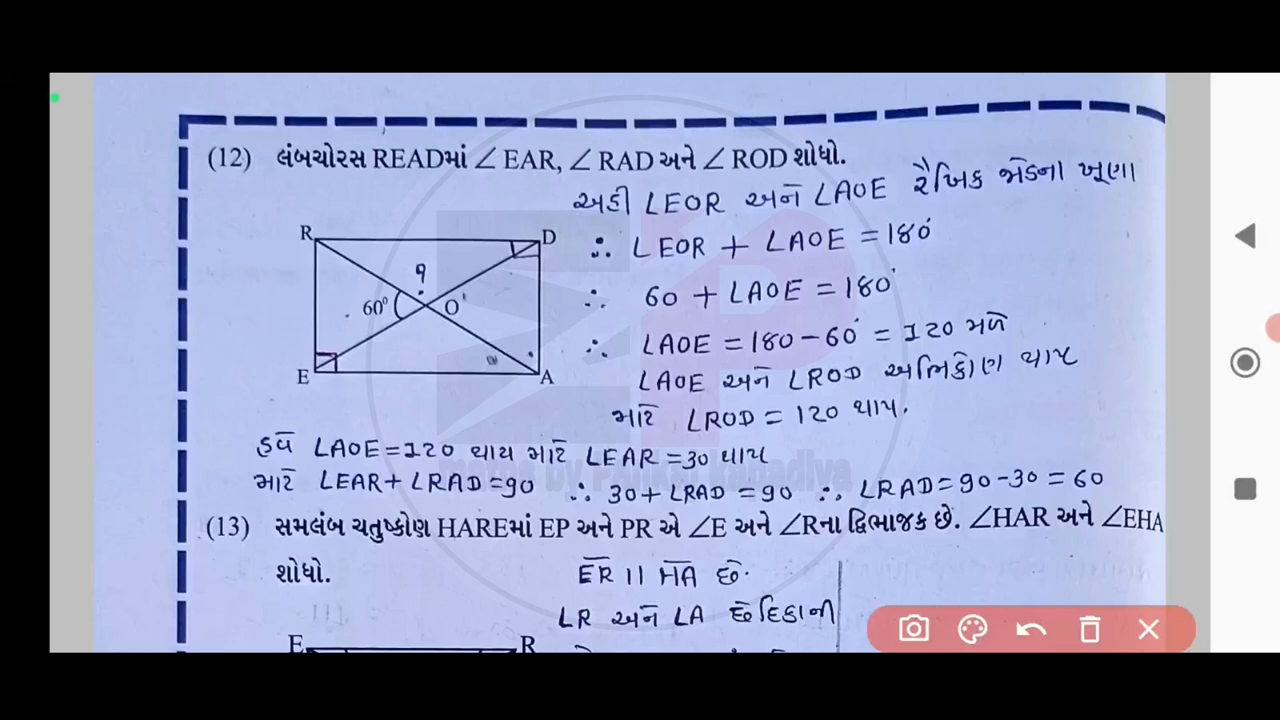 (12) લંબચોરસ READમાં ∠ EAR, ∠ RAD અને ∠ ROD શોધો.
અહી ∠EOR અને ∠AOE રૈખિક જોડના ખૂણા
∴ ∠EOR + ∠AOE = 180°
∴ 60 + ∠AOE = 180°
∴ ∠AOE = 180 - 60° = 120 મળે
∠AOE અને ∠ROD અભિકોણ થાય
માટે ∠ROD = 120 થાય.
R
D
?
60°
O
E
A
હવે ∠AOE = 120 થાય માટે ∠EAR = 30 થાય
માટે ∠EAR + ∠RAD = 90 ∴ 30 + ∠RAD = 90 ∴ ∠RAD = 90 - 30 = 60
(13) સમલંબ ચતુષ્કોણ HAREમાં EP અને PR એ ∠E અને ∠Rના દ્વિભાજક છે. ∠HAR અને ∠EHA
શોધો.
ER || HA છે.
∠R અને ∠A છેદિકાની
E
R